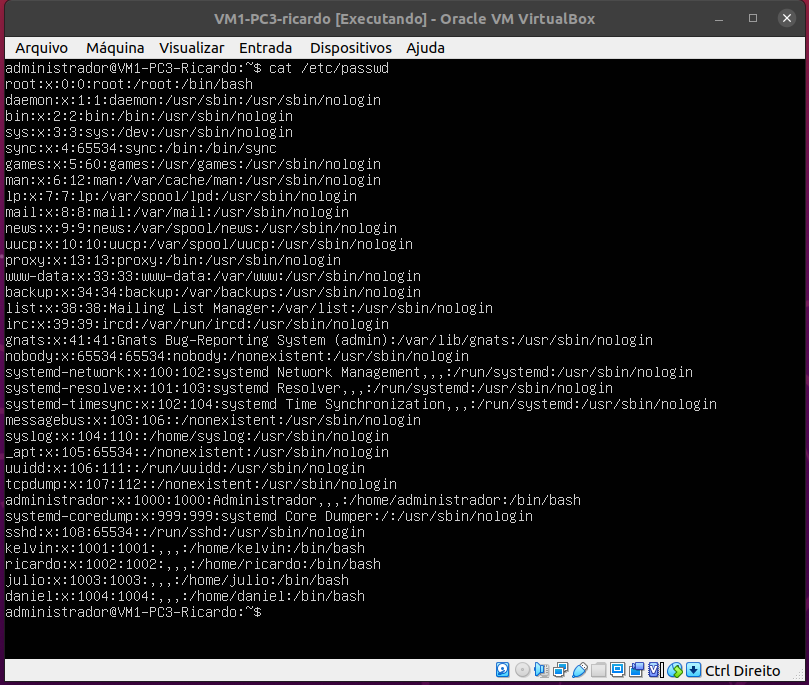 VM1-PC3-ricardo [Executando] - Oracle VM VirtualBox
Arquivo Máquina Visualizar Entrada Dispositivos Ajuda
administrador@VM1-PC3-Ricardo:~$ cat /etc/passwd
root:x:0:0:root:/root:/bin/bash
daemon:x:1:1:daemon:/usr/sbin:/usr/sbin/nologin
bin:x:2:2:bin:/bin:/usr/sbin/nologin
sys:x:3:3:sys:/dev:/usr/sbin/nologin
sync:x:4:65534:sync:/bin:/bin/sync
games:x:5:60:games:/usr/games:/usr/sbin/nologin
man:x:6:12:man:/var/cache/man:/usr/sbin/nologin
lp:x:7:7:lp:/var/spool/lpd:/usr/sbin/nologin
mail:x:8:8:mail:/var/mail:/usr/sbin/nologin
news:x:9:9:news:/var/spool/news:/usr/sbin/nologin
uucp:x:10:10:uucp:/var/spool/uucp:/usr/sbin/nologin
proxy:x:13:13:proxy:/bin:/usr/sbin/nologin
www-data:x:33:33:www-data:/var/www:/usr/sbin/nologin
backup:x:34:34:backup:/var/backups:/usr/sbin/nologin
list:x:38:38:Mailing List Manager:/var/list:/usr/sbin/nologin
irc:x:39:39:ircd:/var/run/ircd:/usr/sbin/nologin
gnats:x:41:41:Gnats Bug-Reporting System (admin):/var/lib/gnats:/usr/sbin/nologin
nobody:x:65534:65534:nobody:/nonexistent:/usr/sbin/nologin
systemd-network:x:100:102:systemd Network Management,,,:/run/systemd:/usr/sbin/nologin
systemd-resolve:x:101:103:systemd Resolver,,,:/run/systemd:/usr/sbin/nologin
systemd-timesync:x:102:104:systemd Time Synchronization,,,:/run/systemd:/usr/sbin/nologin
messagebus:x:103:106::/nonexistent:/usr/sbin/nologin
syslog:x:104:110::/home/syslog:/usr/sbin/nologin
_apt:x:105:65534::/nonexistent:/usr/sbin/nologin
uuidd:x:106:111::/run/uuidd:/usr/sbin/nologin
tcpdump:x:107:112::/nonexistent:/usr/sbin/nologin
administrador:x:1000:1000:Administrador,,,:/home/administrador:/bin/bash
systemd-coredump:x:999:999:systemd Core Dumper:/:/usr/sbin/nologin
sshd:x:108:65534::/run/sshd:/usr/sbin/nologin
kelvin:x:1001:1001:,,,:/home/kelvin:/bin/bash
ricardo:x:1002:1002:,,,:/home/ricardo:/bin/bash
julio:x:1003:1003:,,,:/home/julio:/bin/bash
daniel:x:1004:1004:,,,:/home/daniel:/bin/bash
administrador@VM1-PC3-Ricardo:~$
Ctrl Direito